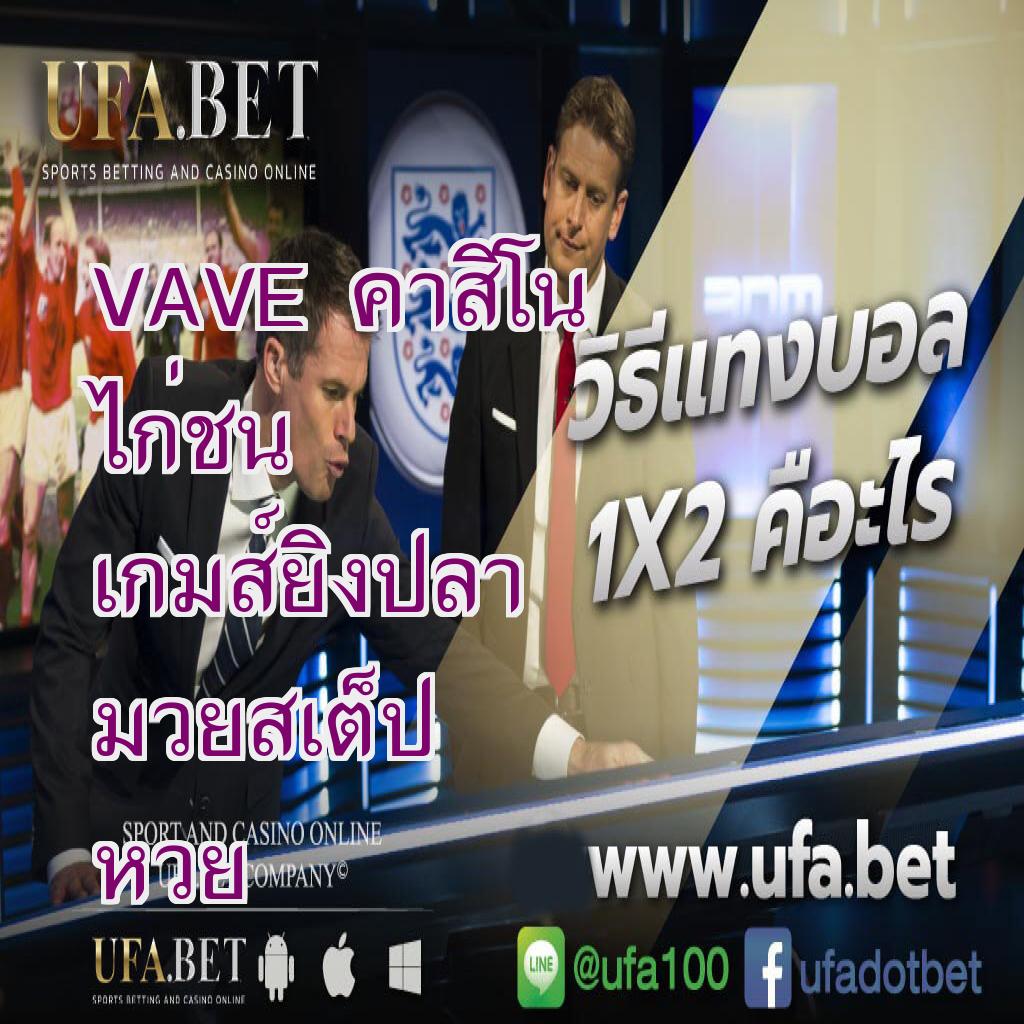 UFA.BET
SPORTS BETTING AND CASINO ONLINE
VAVE คาสิโน
ไก่ชน
เกมส์ยิงปลา
มวยสเต็ป
หวย
วิธีแทงบอล
1X2 คืออะไร
SPORT AND CASINO ONLINE
COMPANY©
www.ufa.bet
UFA.BET
SPORTS BETTING AND CASINO ONLINE
LINE
@ufa100
f
ufadotbet